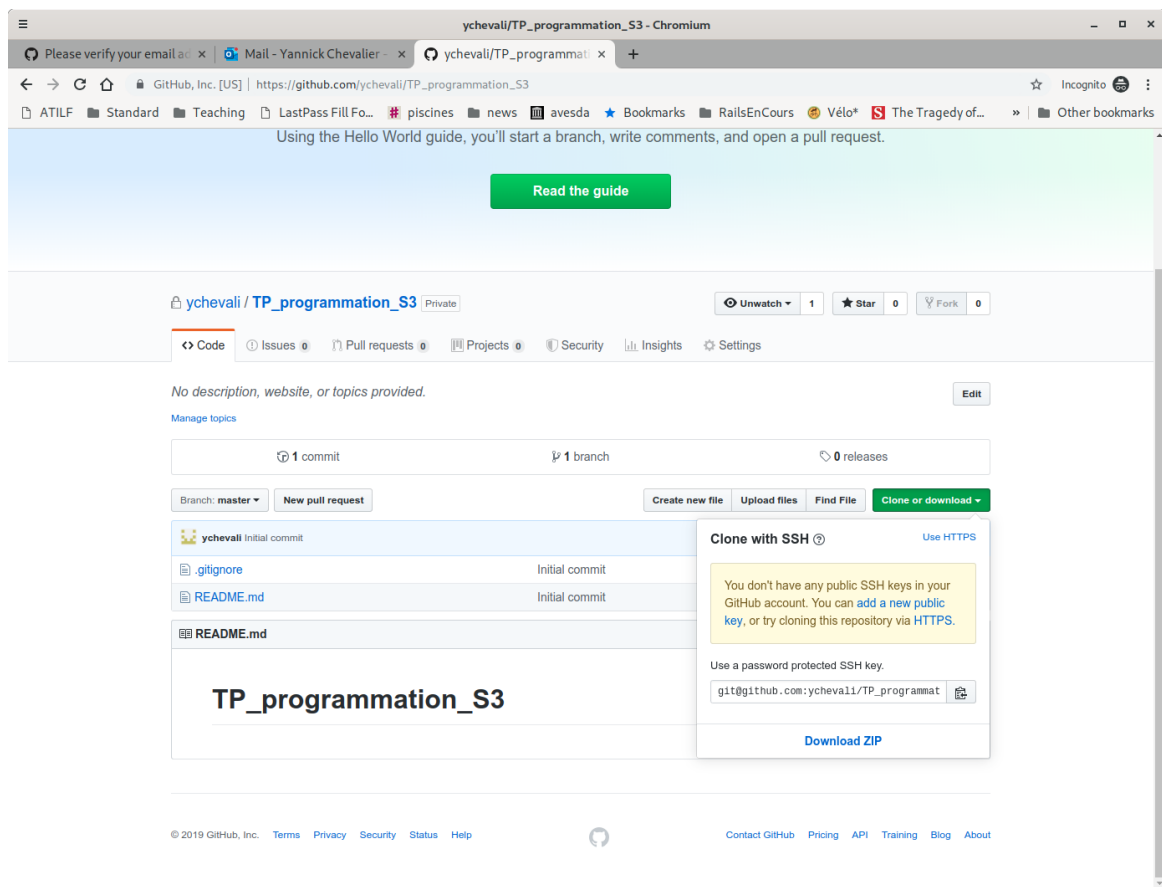 ychevali/TP_programmation_S3 - Chromium
Please verify your email ad
Mail - Yannick Chevalier -
ychevali/TP_programmati
GitHub, Inc. [US] | https://github.com/ychevali/TP_programmation_S3
Incognito
ATILF Standard Teaching LastPass Fill Fo... piscines news avesda Bookmarks RailsEnCours Vélo* The Tragedy of... » Other bookmarks
Using the Hello World guide, you'll start a branch, write comments, and open a pull request.
Read the guide
ychevali / TP_programmation_S3 Private
Unwatch 1 Star 0 Fork 0
Code Issues 0 Pull requests 0 Projects 0 Security Insights Settings
No description, website, or topics provided.
Edit
Manage topics
1 commit 1 branch 0 releases
Branch: master New pull request Create new file Upload files Find File Clone or download
ychevali Initial commit
.gitignore Initial commit
README.md Initial commit
README.md
TP_programmation_S3
Clone with SSH Use HTTPS
You don't have any public SSH keys in your
GitHub account. You can add a new public
key, or try cloning this repository via HTTPS.
Use a password protected SSH key.
git@github.com:ychevali/TP_programmat
Download ZIP
© 2019 GitHub, Inc. Terms Privacy Security Status Help Contact GitHub Pricing API Training Blog About